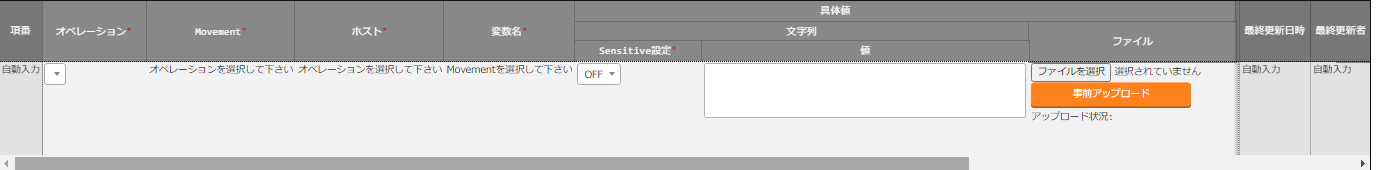 項番
オペレーション*
Movement*
ホスト*
変数名*
具体値
文字列
Sensitive設定*
値
ファイル
最終更新日時
最終更新者
自動入力
オペレーションを選択して下さい
オペレーションを選択して下さい
Movementを選択して下さい
OFF
ファイルを選択 選択されていません
事前アップロード
アップロード状況:
自動入力
自動入力